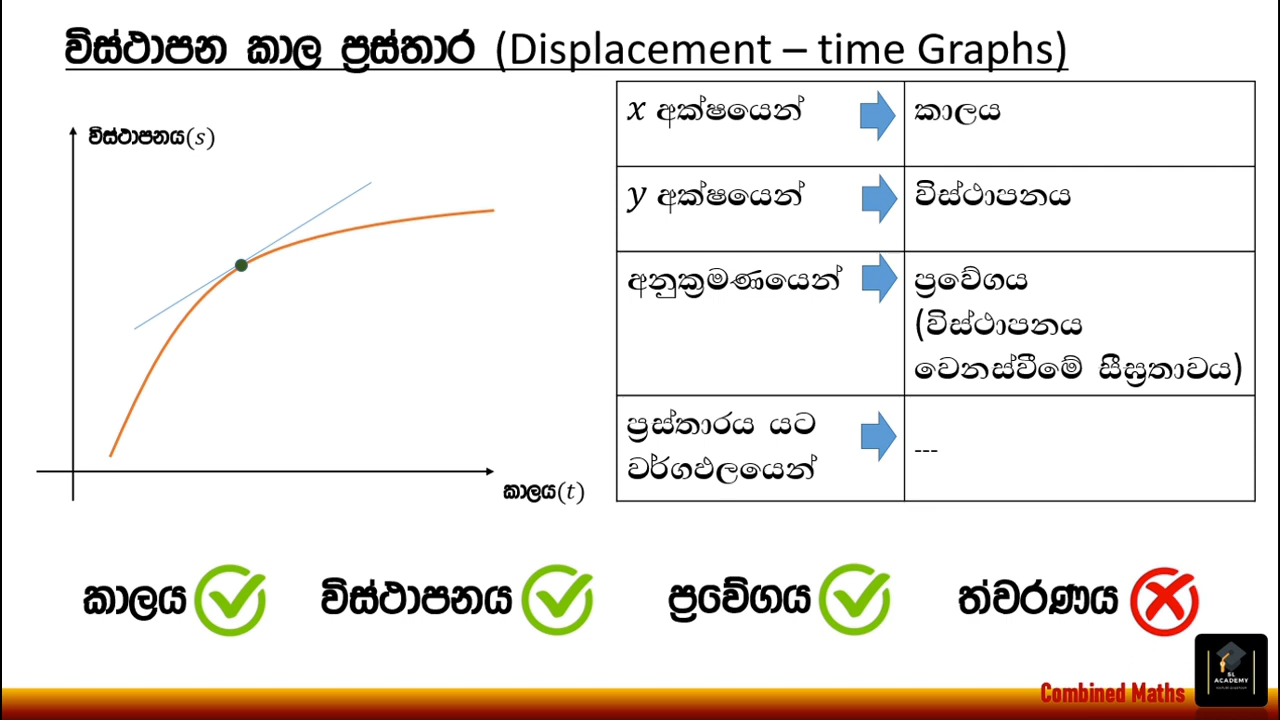 විස්ථාපන කාල ප්‍රස්තාර (Displacement – time Graphs)
විස්ථාපනය(s)
කාලය(t)
x අක්ෂයෙන්
කාලය
y අක්ෂයෙන්
විස්ථාපනය
අනුක්‍රමණයෙන්
ප්‍රවේගය
(විස්ථාපනය
වෙනස්වීමේ සීඝ්‍රතාවය)
ප්‍රස්තාරය යට
වර්ගඵලයෙන්
---
කාලය
විස්ථාපනය
ප්‍රවේගය
ත්වරණය
Combined Maths
SL
ACADEMY